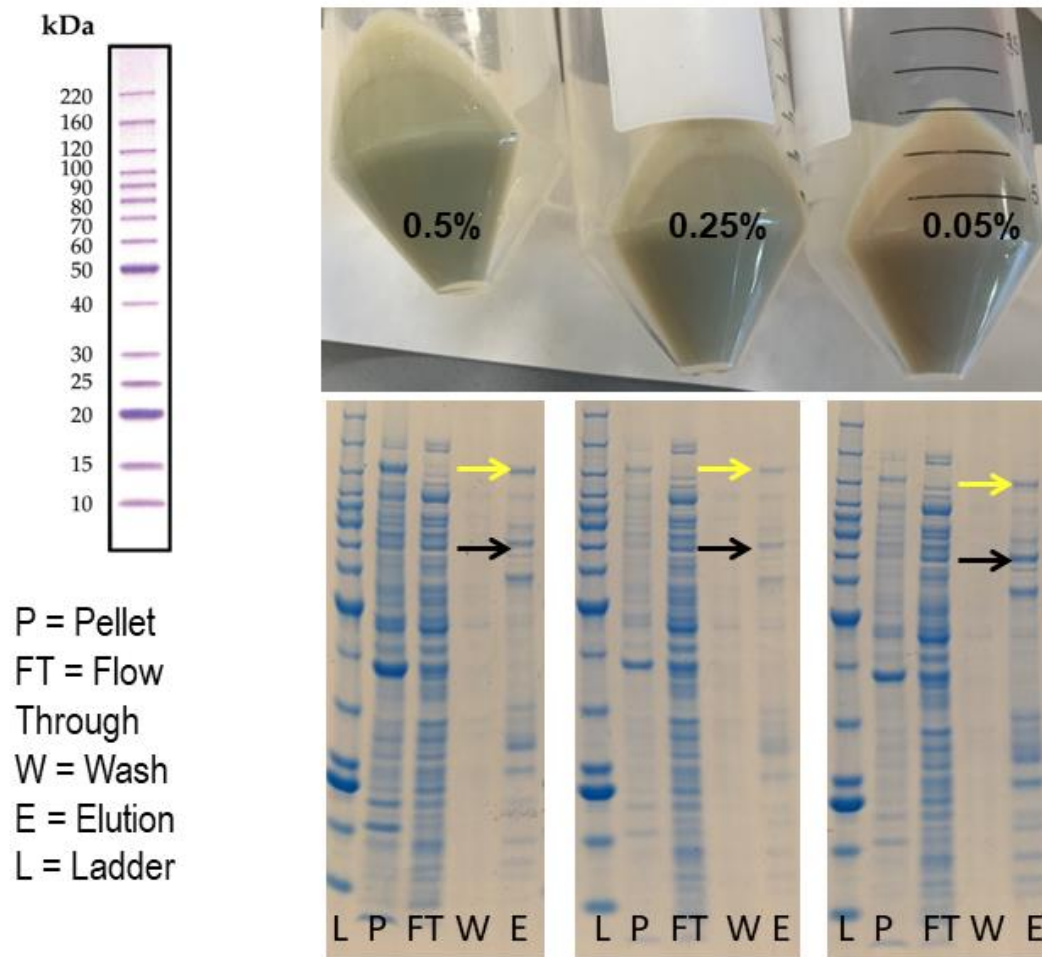 kDa
220
160
120
100
90
80
70
60
50
40
30
25
20
15
10
0.5%
0.25%
0.05%
P = Pellet
FT = Flow
Through
W = Wash
E = Elution
L = Ladder
L P FT W E
L P FT W E
L P FT W E